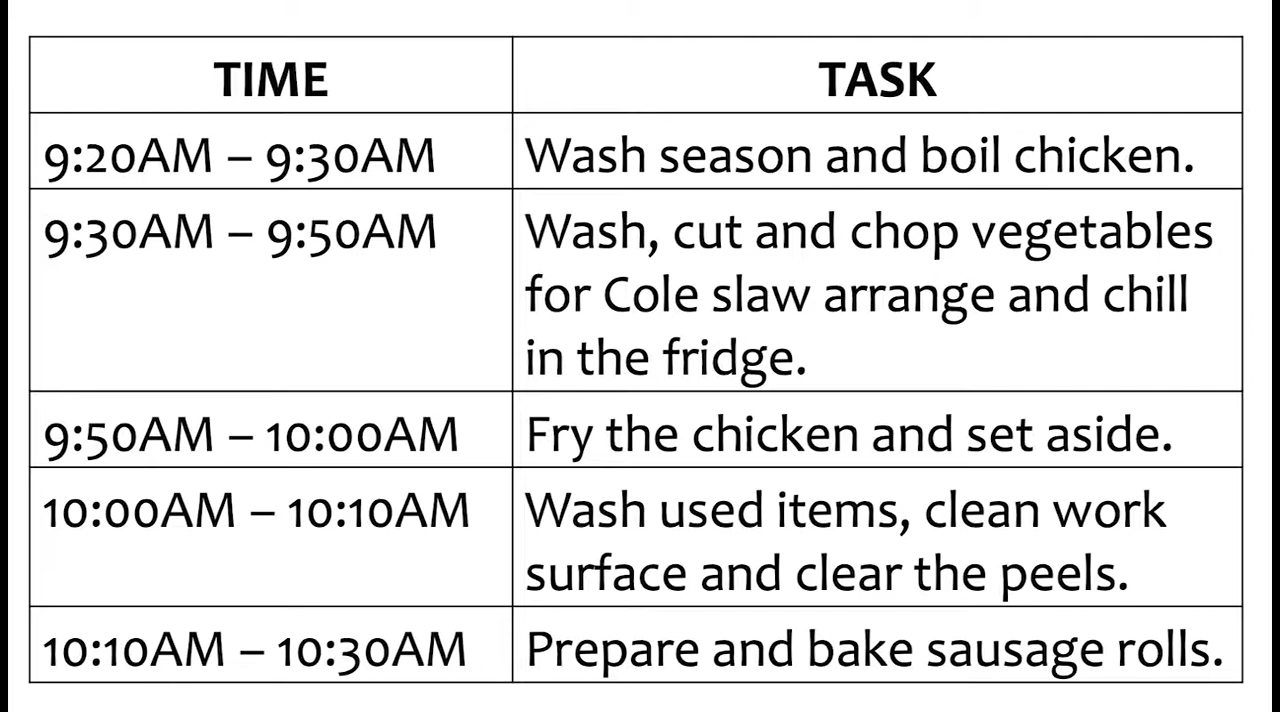 TIME TASK
9:20AM – 9:30AM Wash season and boil chicken.
9:30AM – 9:50AM Wash, cut and chop vegetables
for Cole slaw arrange and chill
in the fridge.
9:50AM – 10:00AM Fry the chicken and set aside.
10:00AM – 10:10AM Wash used items, clean work
surface and clear the peels.
10:10AM – 10:30AM Prepare and bake sausage rolls.